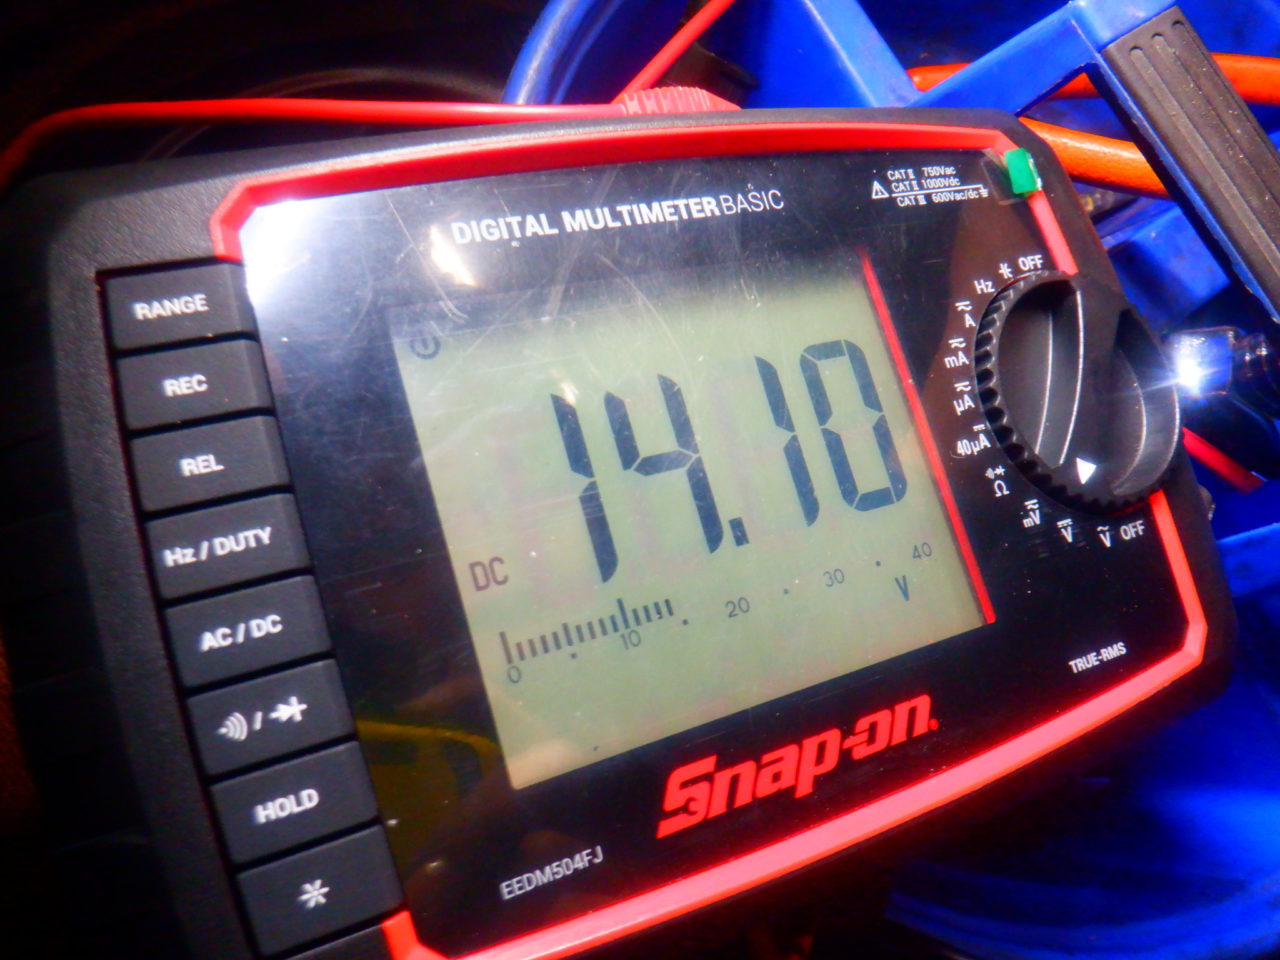 DIGITAL MULTIMETER BASIC
CAT II 750Vac
CAT II 1000Vdc
CAT III 600Vac/dc
RANGE
REC
REL
Hz / DUTY
AC / DC
HOLD
14.10
DC
0 10 20 30 40
V
OFF
Hz
A
mA
µA
40µA
Ω
mV
V
V
OFF
TRUE-RMS
Snap-on®
EEDM504FJ